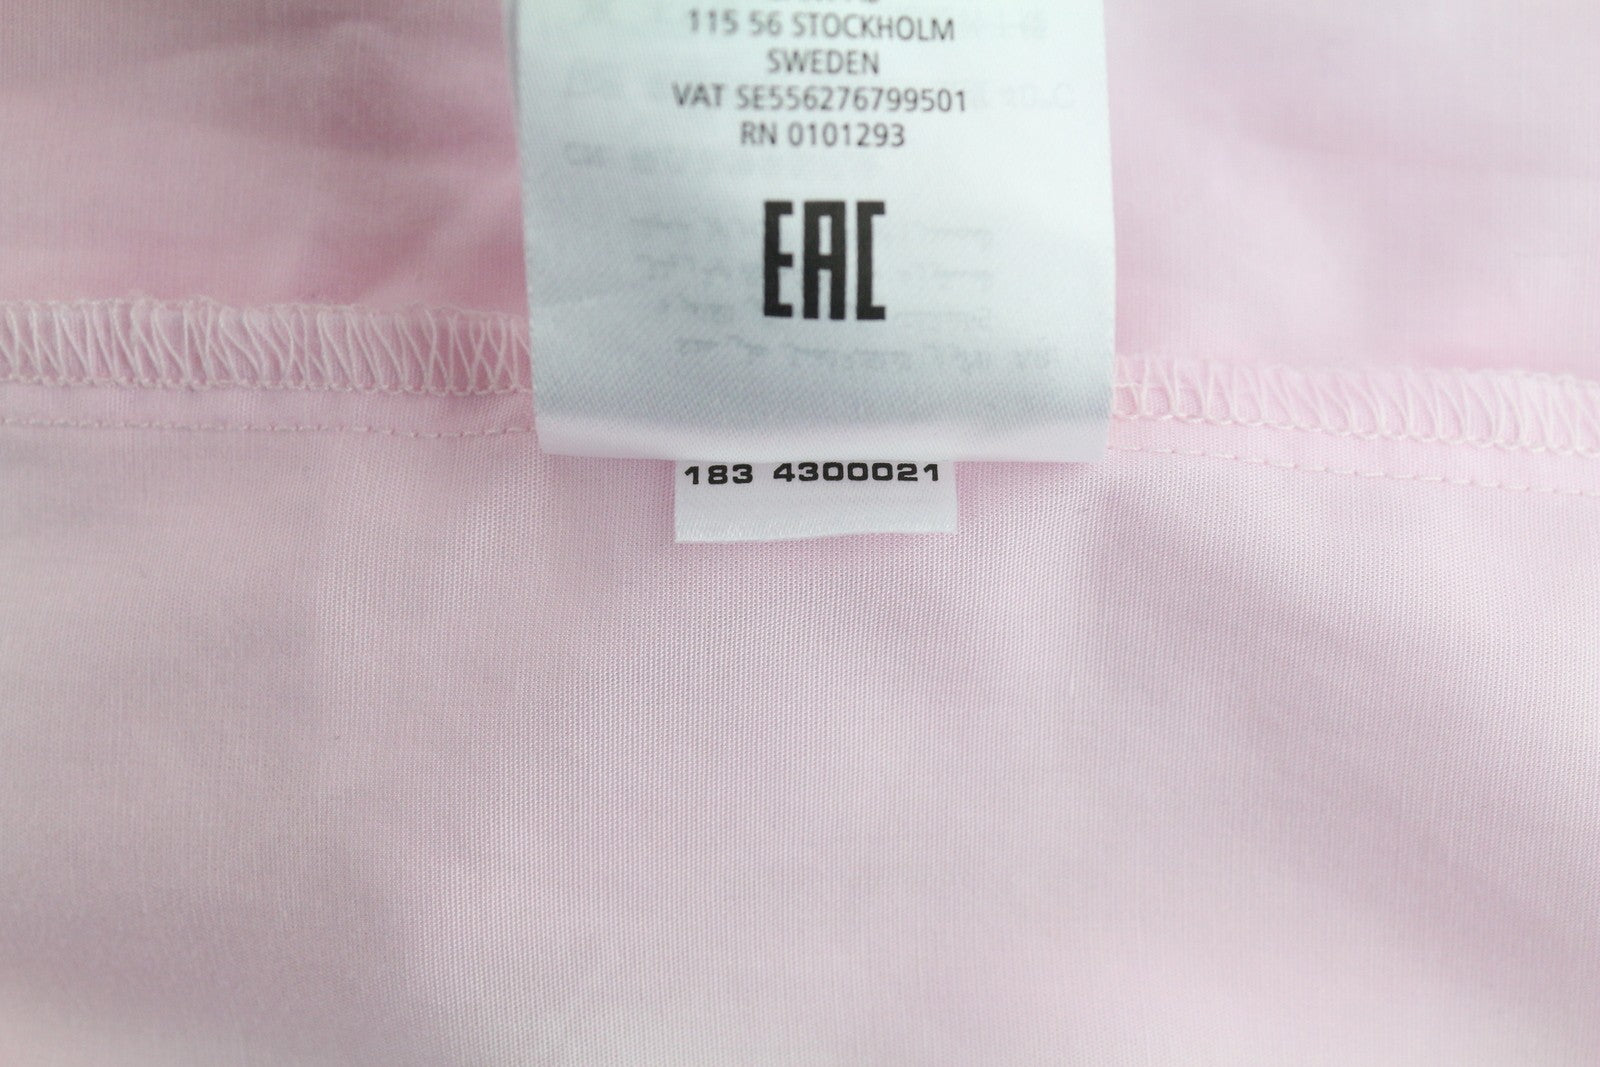 115 56 STOCKHOLM
SWEDEN
VAT SE556276799501
RN 0101293
EAC
183 4300021